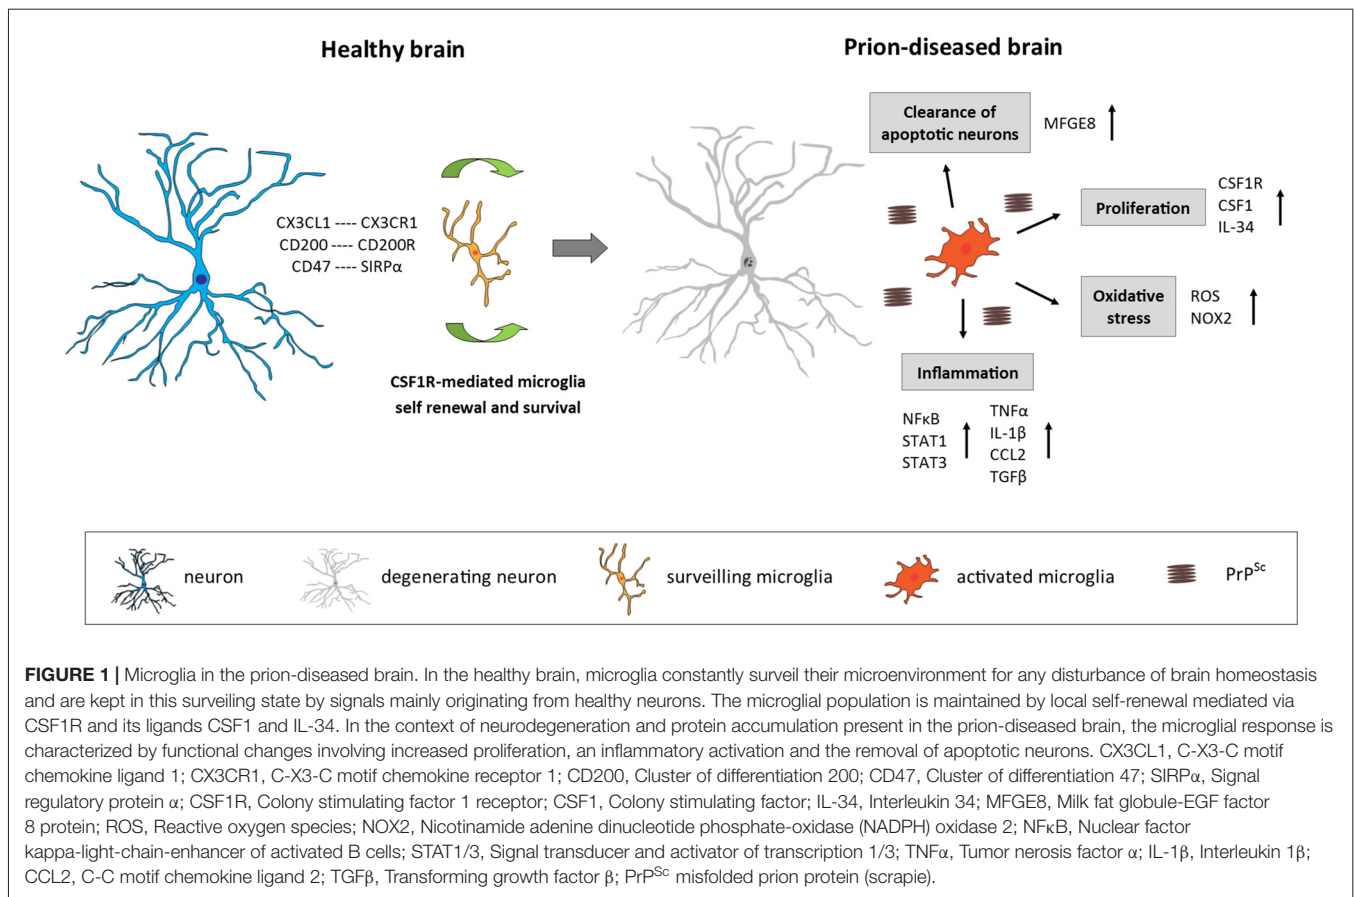 Healthy brain
Prion-diseased brain
CX3CL1 ---- CX3CR1
CD200 ---- CD200R
CD47 ---- SIRPα
CSF1R-mediated microglia
self renewal and survival
Clearance of
apoptotic neurons
MFGE8
Proliferation
CSF1R
CSF1
IL-34
Oxidative
stress
ROS
NOX2
Inflammation
NFκB
STAT1
STAT3
TNFα
IL-1β
CCL2
TGFβ
neuron
degenerating neuron
surveilling microglia
activated microglia
PrPSc
FIGURE 1 | Microglia in the prion-diseased brain. In the healthy brain, microglia constantly surveil their microenvironment for any disturbance of brain homeostasis
and are kept in this surveiling state by signals mainly originating from healthy neurons. The microglial population is maintained by local self-renewal mediated via
CSF1R and its ligands CSF1 and IL-34. In the context of neurodegeneration and protein accumulation present in the prion-diseased brain, the microglial response is
characterized by functional changes involving increased proliferation, an inflammatory activation and the removal of apoptotic neurons. CX3CL1, C-X3-C motif
chemokine ligand 1; CX3CR1, C-X3-C motif chemokine receptor 1; CD200, Cluster of differentiation 200; CD47, Cluster of differentiation 47; SIRPα, Signal
regulatory protein α; CSF1R, Colony stimulating factor 1 receptor; CSF1, Colony stimulating factor; IL-34, Interleukin 34; MFGE8, Milk fat globule-EGF factor
8 protein; ROS, Reactive oxygen species; NOX2, Nicotinamide adenine dinucleotide phosphate-oxidase (NADPH) oxidase 2; NFκB, Nuclear factor
kappa-light-chain-enhancer of activated B cells; STAT1/3, Signal transducer and activator of transcription 1/3; TNFα, Tumor nerosis factor α; IL-1β, Interleukin 1β;
CCL2, C-C motif chemokine ligand 2; TGFβ, Transforming growth factor β; PrPSc misfolded prion protein (scrapie).